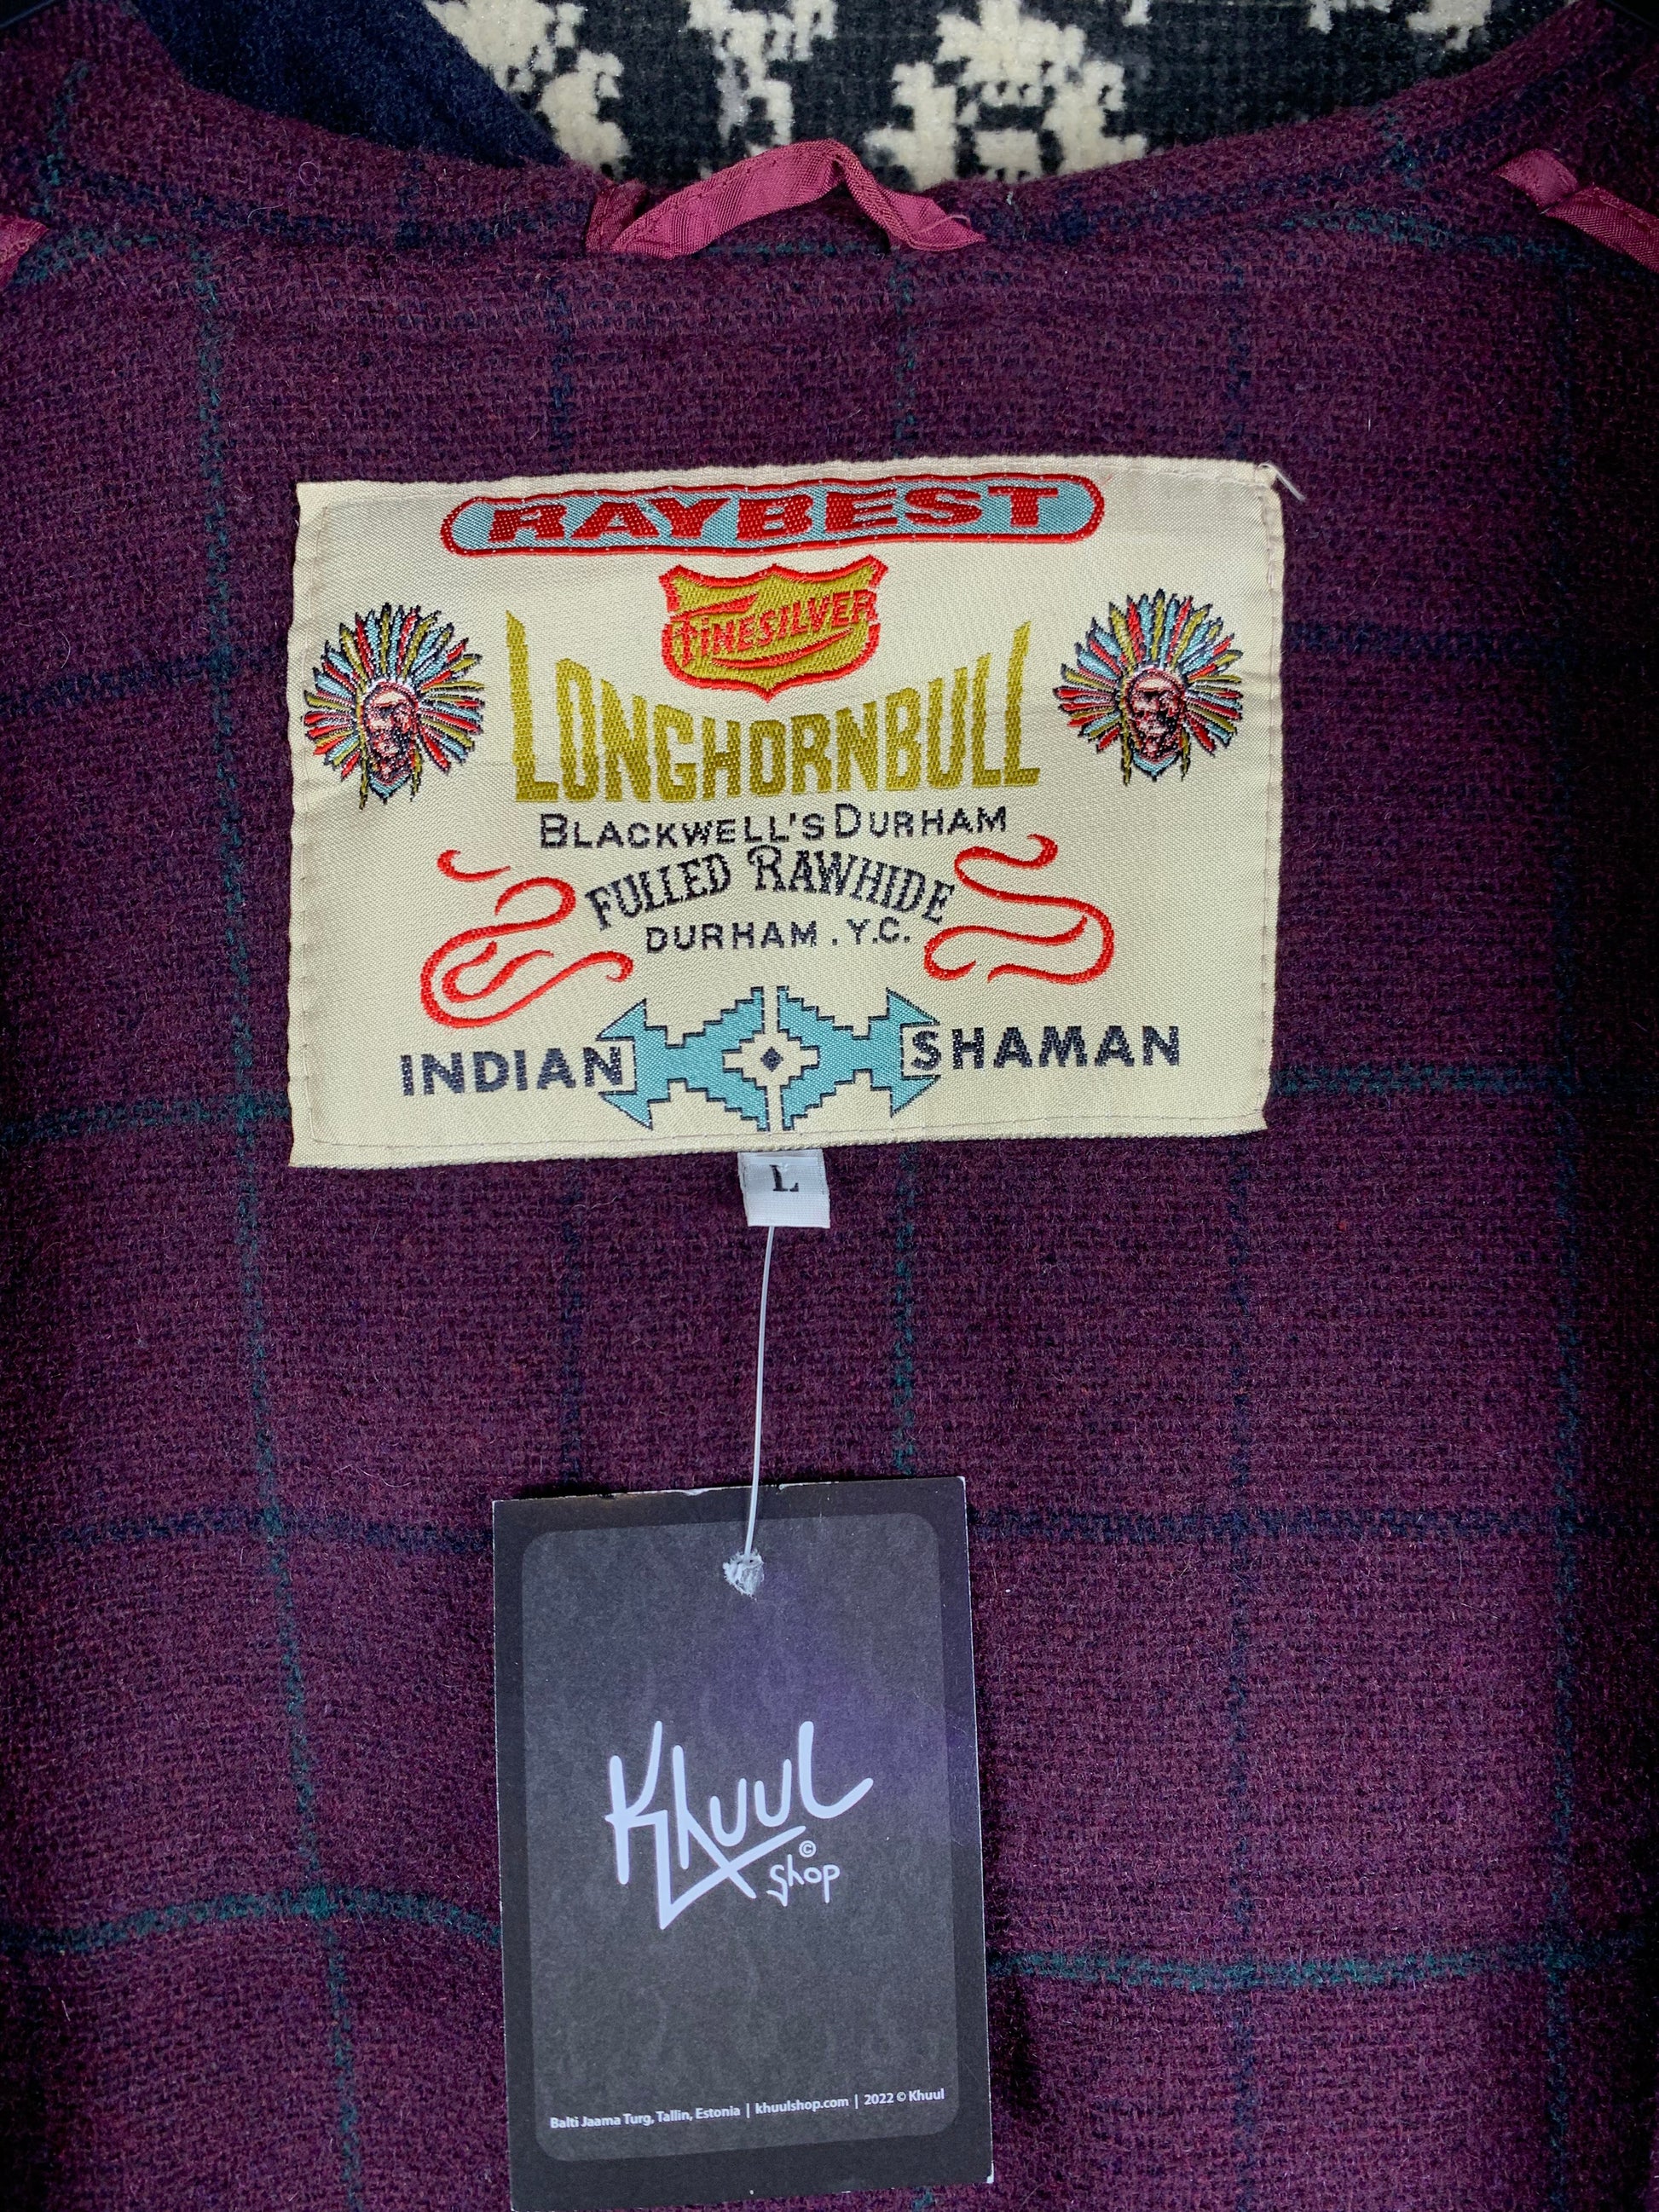 RAYBEST
FINESILVER
LONGHORNBULL
BLACKWELL'S DURHAM
FULLED RAWHIDE
DURHAM . Y.C.
INDIAN SHAMAN
L
Khuul
©
Shop
Balti Jaama Turg, Tallin, Estonia | khuulshop.com | 2022 © Khuul